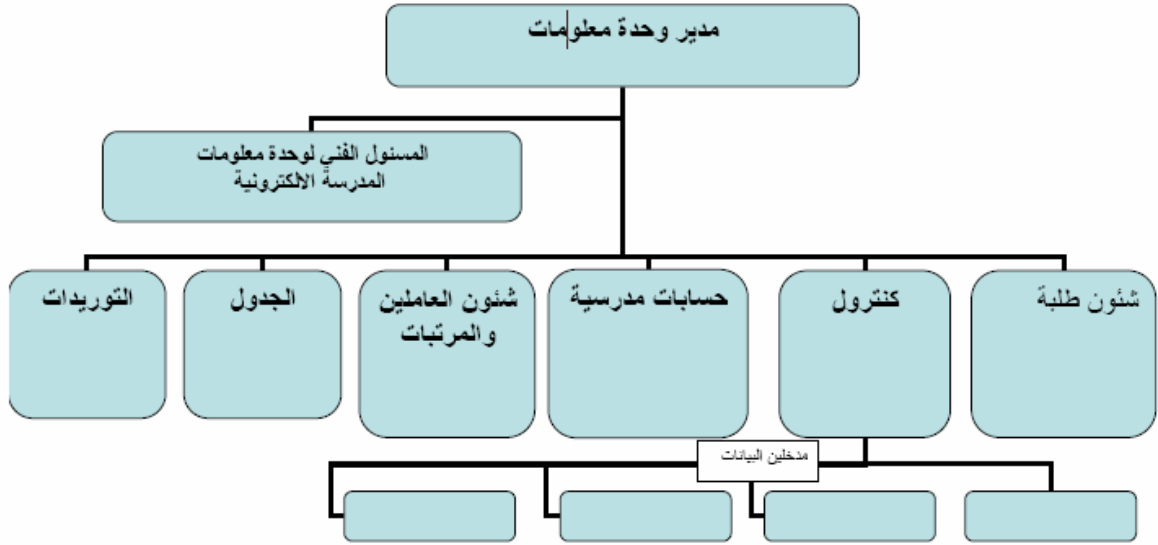 مدير وحدة معلومات
المسئول الفني لوحدة معلومات
المدرسة الالكترونية
شئون طلبة
كنترول
حسابات مدرسية
شئون العاملين
والمرتبات
الجدول
التوريدات
مدخلين البيانات